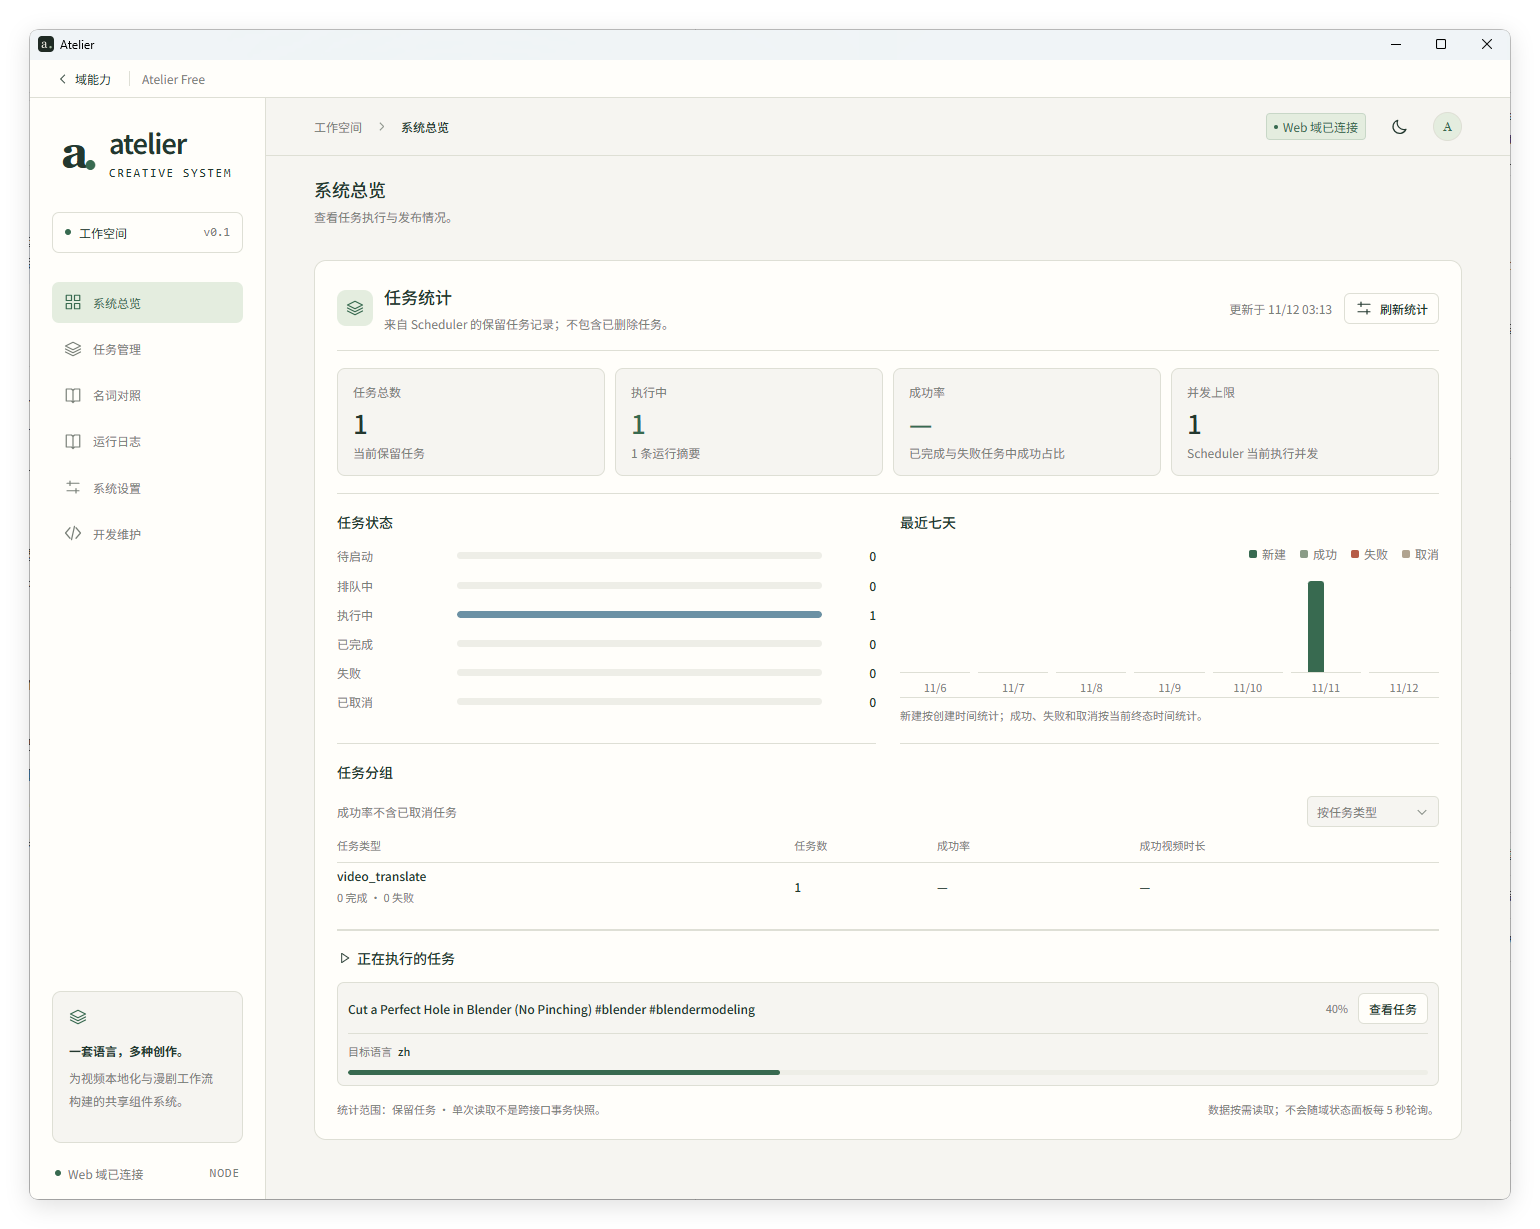 a. Atelier
域能力 Atelier Free
a. atelier
CREATIVE SYSTEM
工作空间 v0.1
系统总览
任务管理
名词对照
运行日志
系统设置
开发维护
一套语言，多种创作。
为视频本地化与漫剧工作流
构建的共享组件系统。
Web 域已连接 NODE
工作空间 系统总览
Web 域已连接 A
系统总览
查看任务执行与发布情况。
任务统计
来自 Scheduler 的保留任务记录；不包含已删除任务。
更新于 11/12 03:13 刷新统计
任务总数
1
当前保留任务
执行中
1
1 条运行摘要
成功率
—
已完成与失败任务中成功占比
并发上限
1
Scheduler 当前执行并发
任务状态
待启动 0
排队中 0
执行中 1
已完成 0
失败 0
已取消 0
最近七天
新建 成功 失败 取消
11/6 11/7 11/8 11/9 11/10 11/11 11/12
新建按创建时间统计；成功、失败和取消按当前终态时间统计。
任务分组
成功率不含已取消任务 按任务类型
任务类型 任务数 成功率 成功视频时长
video_translate 1 — —
0 完成 • 0 失败
正在执行的任务
Cut a Perfect Hole in Blender (No Pinching) #blender #blendermodeling 40% 查看任务
目标语言 zh
统计范围：保留任务 • 单次读取不是跨接口事务快照。
数据按需读取；不会随域状态面板每 5 秒轮询。